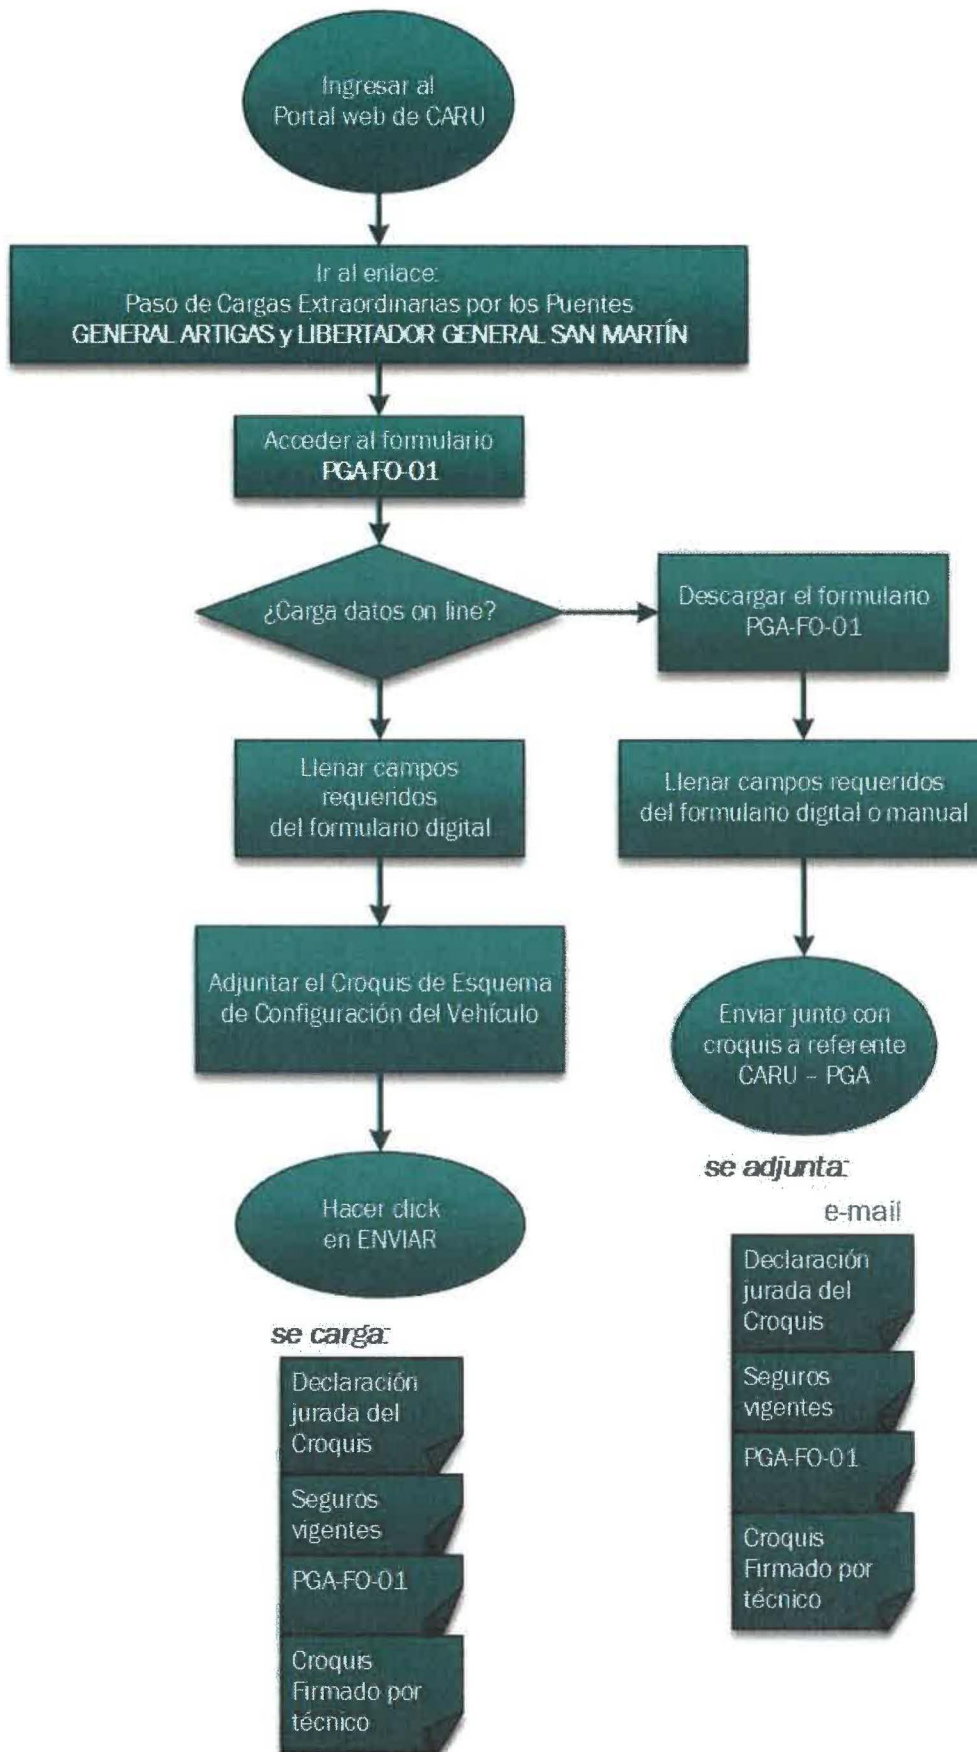 Ingresar al
Portal web de CARU
Ir al enlace:
Paso de Cargas Extraordinarias por los Puentes
GENERAL ARTIGAS y LIBERTADOR GENERAL SAN MARTÍN
Acceder al formulario
PGA-FO-01
¿Carga datos on line?
Descargar el formulario
PGA-FO-01
Llenar campos
requeridos
del formulario digital
Llenar campos requeridos
del formulario digital o manual
Adjuntar el Croquis de Esquema
de Configuración del Vehículo
Enviar junto con
croquis a referente
CARU – PGA
Hacer click
en ENVIAR
se adjunta:
e-mail
Declaración
jurada del
Croquis
Seguros
vigentes
PGA-FO-01
Croquis
Firmado por
técnico
se carga:
Declaración
jurada del
Croquis
Seguros
vigentes
PGA-FO-01
Croquis
Firmado por
técnico